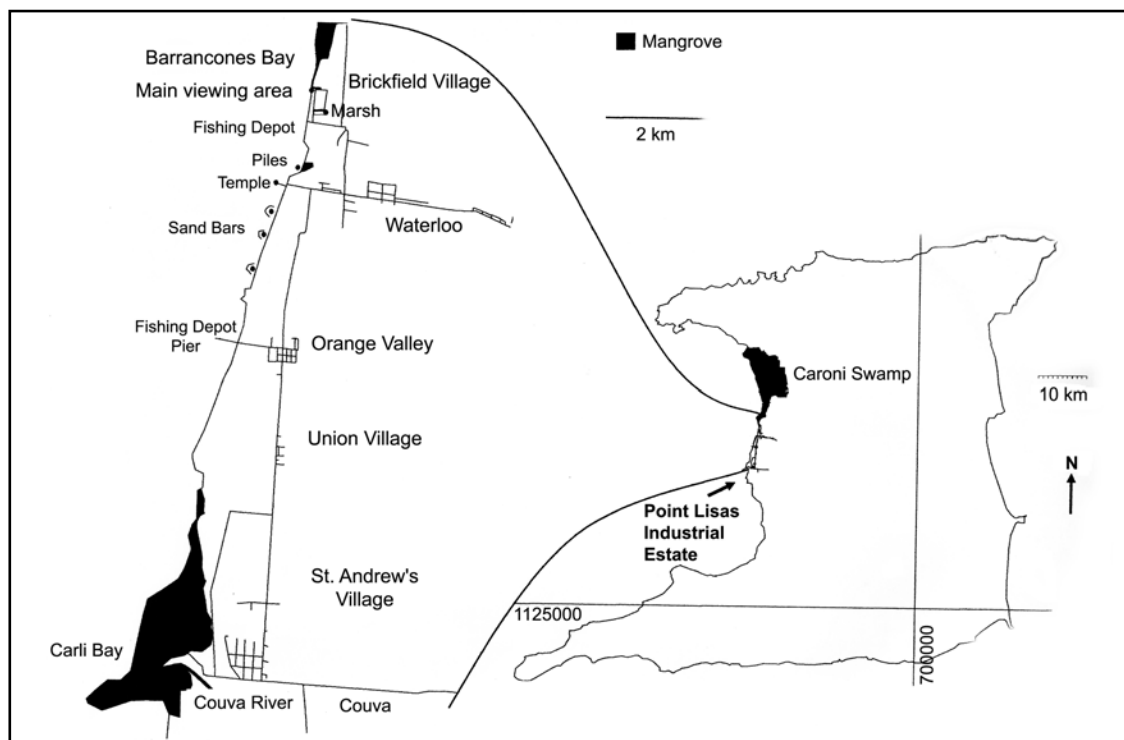 Mangrove
Barrancones Bay
Brickfield Village
Main viewing area
Marsh
2 km
Fishing Depot
Piles
Temple
Waterloo
Sand Bars
Fishing Depot
Pier
Orange Valley
Caroni Swamp
10 km
Union Village
N
Point Lisas
Industrial
Estate
St. Andrew's
Village
1125000
700000
Carli Bay
Couva River
Couva